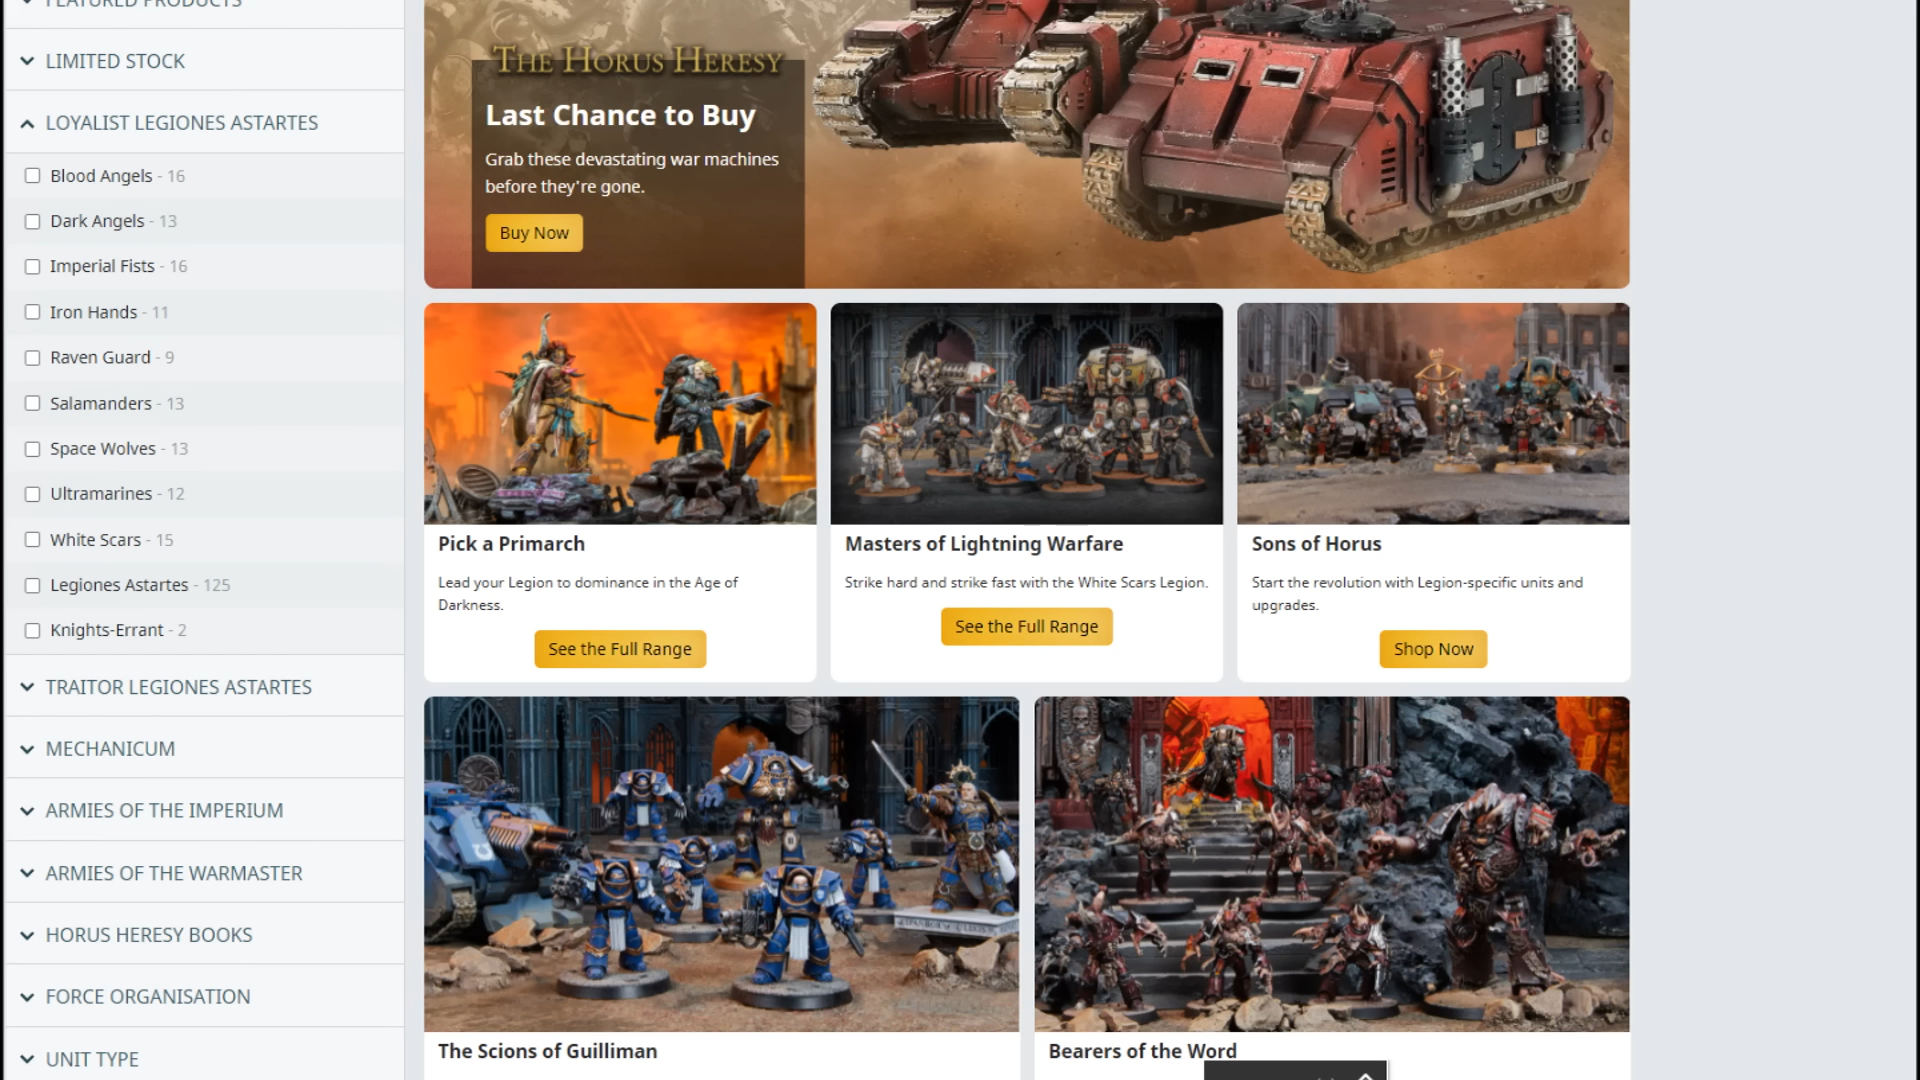 FEATURED PRODUCTS
LIMITED STOCK
LOYALIST LEGIONES ASTARTES
Blood Angels - 16
Dark Angels - 13
Imperial Fists - 16
Iron Hands - 11
Raven Guard - 9
Salamanders - 13
Space Wolves - 13
Ultramarines - 12
White Scars - 15
Legiones Astartes - 125
Knights-Errant - 2
TRAITOR LEGIONES ASTARTES
MECHANICUM
ARMIES OF THE IMPERIUM
ARMIES OF THE WARMASTER
HORUS HERESY BOOKS
FORCE ORGANISATION
UNIT TYPE
THE HORUS HERESY
Last Chance to Buy
Grab these devastating war machines
before they're gone.
Buy Now
Pick a Primarch
Lead your Legion to dominance in the Age of
Darkness.
See the Full Range
Masters of Lightning Warfare
Strike hard and strike fast with the White Scars Legion.
See the Full Range
Sons of Horus
Start the revolution with Legion-specific units and
upgrades.
Shop Now
The Scions of Guilliman
Bearers of the Word